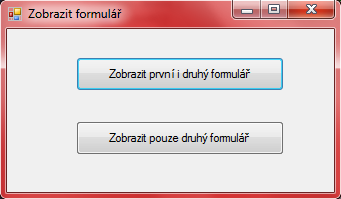 Zobrazit formulář
Zobrazit první i druhý formulář
Zobrazit pouze druhý formulář